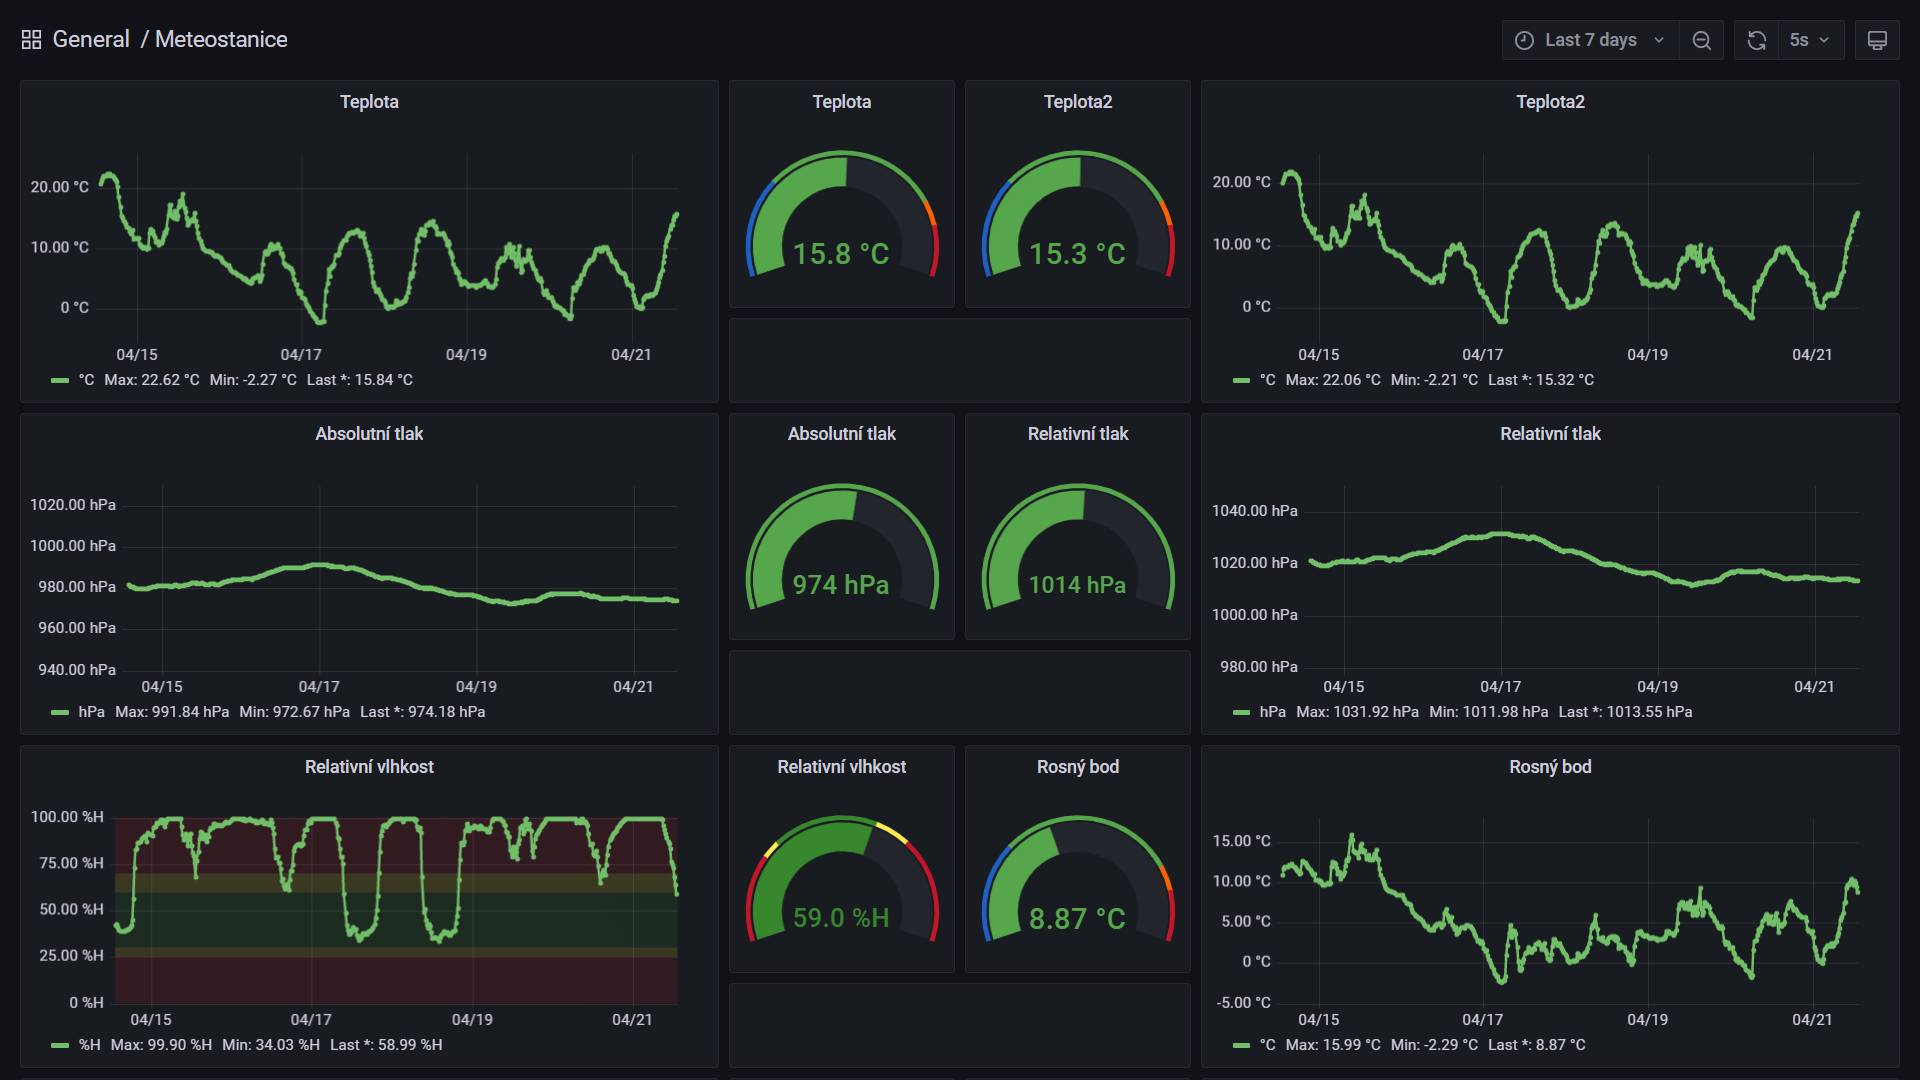 General / Meteostanice
Last 7 days
5s
Teplota
20.00 °C
10.00 °C
0 °C
04/15 04/17 04/19 04/21
°C Max: 22.62 °C Min: -2.27 °C Last *: 15.84 °C
Teplota
15.8 °C
Teplota2
15.3 °C
Teplota2
20.00 °C
10.00 °C
0 °C
04/15 04/17 04/19 04/21
°C Max: 22.06 °C Min: -2.21 °C Last *: 15.32 °C
Absolutní tlak
1020.00 hPa
1000.00 hPa
980.00 hPa
960.00 hPa
940.00 hPa
04/15 04/17 04/19 04/21
hPa Max: 991.84 hPa Min: 972.67 hPa Last *: 974.18 hPa
Absolutní tlak
974 hPa
Relativní tlak
1014 hPa
Relativní tlak
1040.00 hPa
1020.00 hPa
1000.00 hPa
980.00 hPa
04/15 04/17 04/19 04/21
hPa Max: 1031.92 hPa Min: 1011.98 hPa Last *: 1013.55 hPa
Relativní vlhkost
100.00 %H
75.00 %H
50.00 %H
25.00 %H
0 %H
04/15 04/17 04/19 04/21
%H Max: 99.90 %H Min: 34.03 %H Last *: 58.99 %H
Relativní vlhkost
59.0 %H
Rosný bod
8.87 °C
Rosný bod
15.00 °C
10.00 °C
5.00 °C
0 °C
-5.00 °C
04/15 04/17 04/19 04/21
°C Max: 15.99 °C Min: -2.29 °C Last *: 8.87 °C